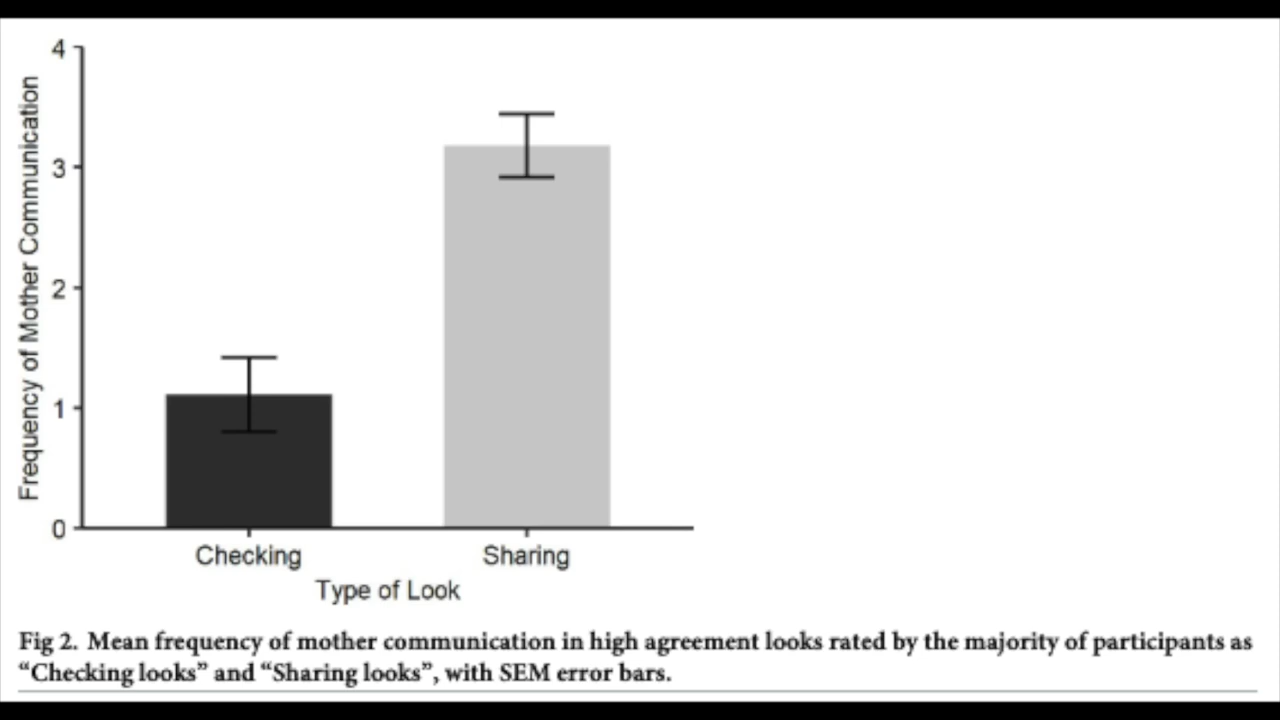 Frequency of Mother Communication
4
3
2
1
0
Checking
Sharing
Type of Look
Fig 2. Mean frequency of mother communication in high agreement looks rated by the majority of participants as
“Checking looks” and “Sharing looks”, with SEM error bars.